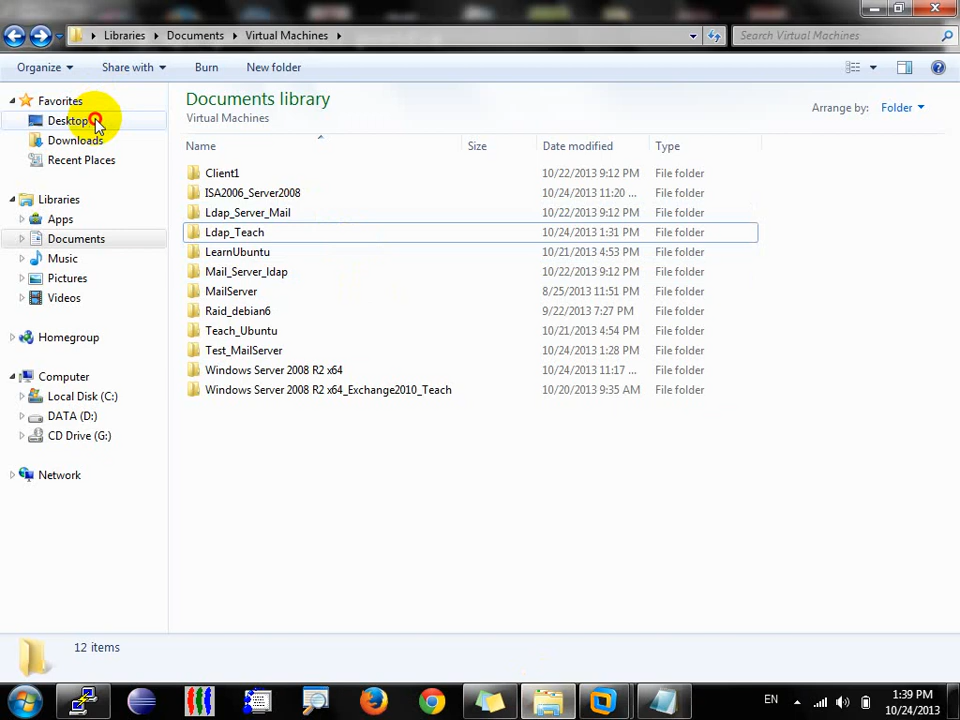 Libraries Documents Virtual Machines Search Virtual Machines
Organize Share with Burn New folder
Favorites
Desktop
Downloads
Recent Places
Libraries
Apps
Documents
Music
Pictures
Videos
Homegroup
Computer
Local Disk (C:)
DATA (D:)
CD Drive (G:)
Network
Documents library
Virtual Machines
Arrange by: Folder
Name Size Date modified Type
Client1 10/22/2013 9:12 PM File folder
ISA2006_Server2008 10/24/2013 11:20 ... File folder
Ldap_Server_Mail 10/22/2013 9:12 PM File folder
Ldap_Teach 10/24/2013 1:31 PM File folder
LearnUbuntu 10/21/2013 4:53 PM File folder
Mail_Server_ldap 10/22/2013 9:12 PM File folder
MailServer 8/25/2013 11:51 PM File folder
Raid_debian6 9/22/2013 7:27 PM File folder
Teach_Ubuntu 10/21/2013 4:54 PM File folder
Test_MailServer 10/24/2013 1:28 PM File folder
Windows Server 2008 R2 x64 10/24/2013 11:17 ... File folder
Windows Server 2008 R2 x64_Exchange2010_Teach 10/20/2013 9:35 AM File folder
12 items
EN
1:39 PM
10/24/2013